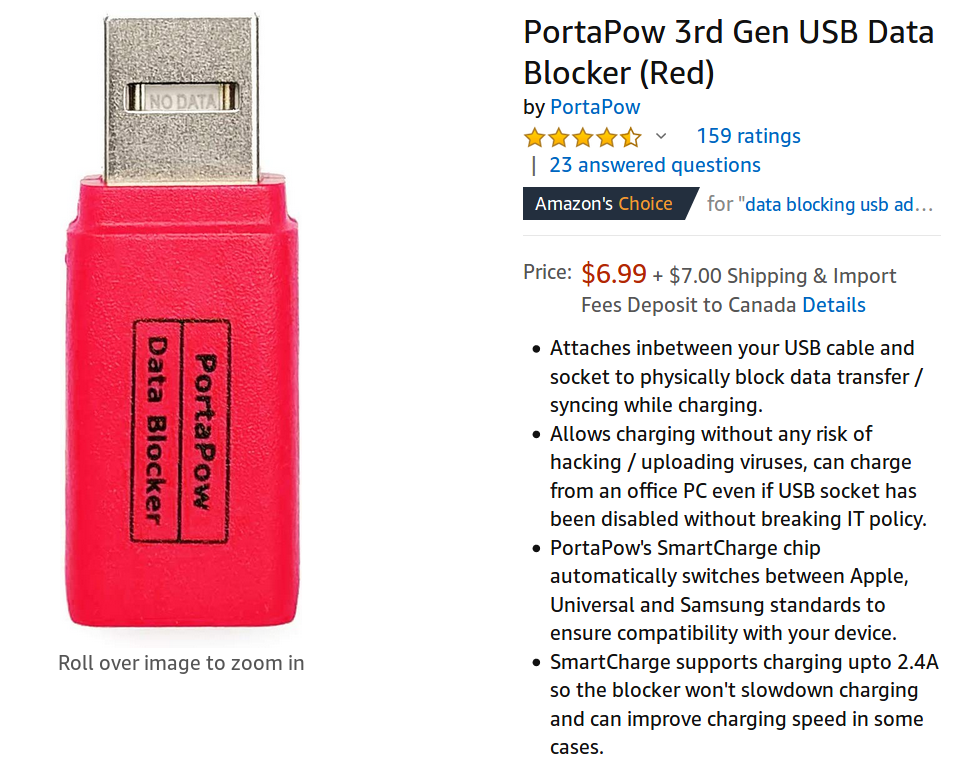 NO DATA
PortaPow
Data Blocker
Roll over image to zoom in
PortaPow 3rd Gen USB Data
Blocker (Red)
by PortaPow
159 ratings
| 23 answered questions
Amazon's Choice for "data blocking usb ad…
Price: $6.99 + $7.00 Shipping & Import
Fees Deposit to Canada Details
• Attaches inbetween your USB cable and
socket to physically block data transfer /
syncing while charging.
• Allows charging without any risk of
hacking / uploading viruses, can charge
from an office PC even if USB socket has
been disabled without breaking IT policy.
• PortaPow's SmartCharge chip
automatically switches between Apple,
Universal and Samsung standards to
ensure compatibility with your device.
• SmartCharge supports charging upto 2.4A
so the blocker won't slowdown charging
and can improve charging speed in some
cases.